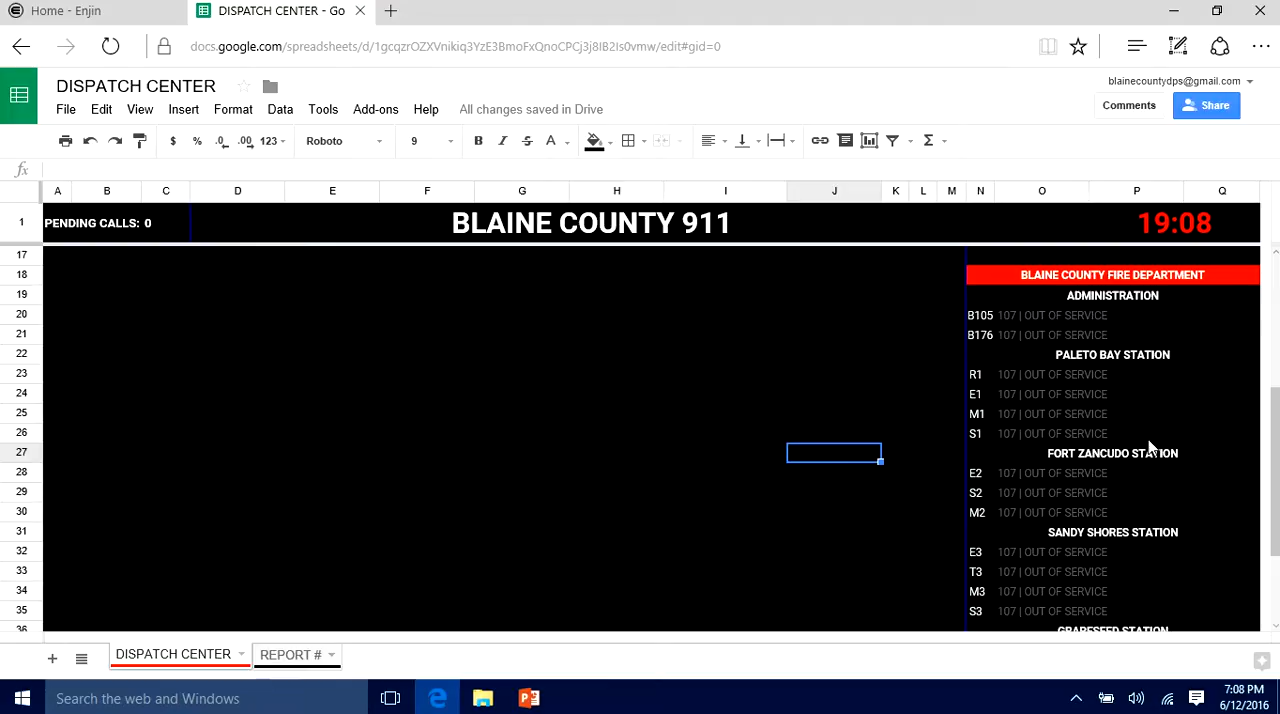 Home - Enjin
DISPATCH CENTER - Go
docs.google.com/spreadsheets/d/1gcqzrOZXVnikiq3YzE3BmoFxQnoCPCj3j8IB2Is0vmw/edit#gid=0
DISPATCH CENTER
blainecountydps@gmail.com
File Edit View Insert Format Data Tools Add-ons Help All changes saved in Drive
Comments Share
$ % .0 .00 123 Roboto 9 B I S A Σ
fx
A B C D E F G H I J K L M N O P Q
1 PENDING CALLS: 0 BLAINE COUNTY 911 19:08
17
18 BLAINE COUNTY FIRE DEPARTMENT
19 ADMINISTRATION
20 B105 107 | OUT OF SERVICE
21 B176 107 | OUT OF SERVICE
22 PALETO BAY STATION
23 R1 107 | OUT OF SERVICE
24 E1 107 | OUT OF SERVICE
25 M1 107 | OUT OF SERVICE
26 S1 107 | OUT OF SERVICE
27 FORT ZANCUDO STATION
28 E2 107 | OUT OF SERVICE
29 S2 107 | OUT OF SERVICE
30 M2 107 | OUT OF SERVICE
31 SANDY SHORES STATION
32 E3 107 | OUT OF SERVICE
33 T3 107 | OUT OF SERVICE
34 M3 107 | OUT OF SERVICE
35 S3 107 | OUT OF SERVICE
36 GRAPESEED STATION
DISPATCH CENTER REPORT #
Search the web and Windows
7:08 PM
6/12/2016